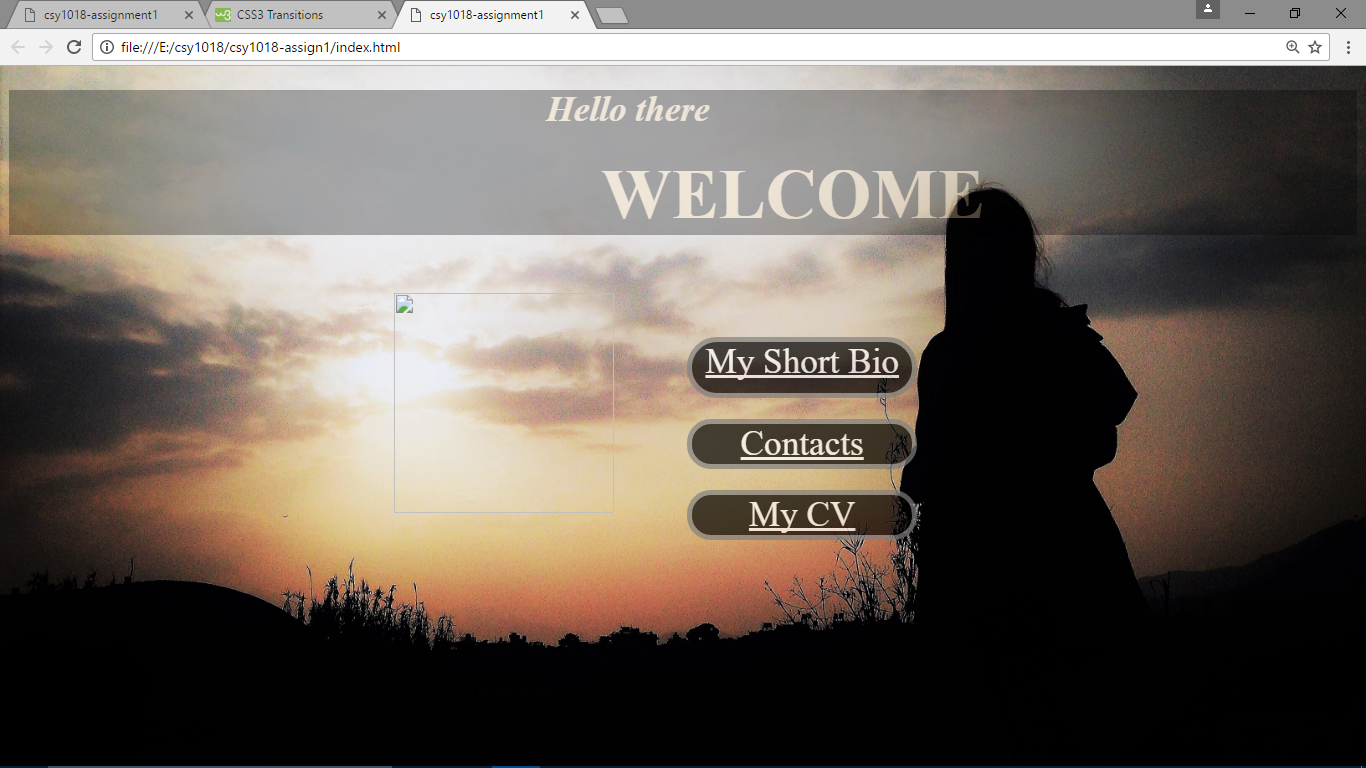 csy1018-assignment1
CSS3 Transitions
csy1018-assignment1
file:///E:/csy1018/csy1018-assign1/index.html
Hello there
WELCOME
My Short Bio
Contacts
My CV